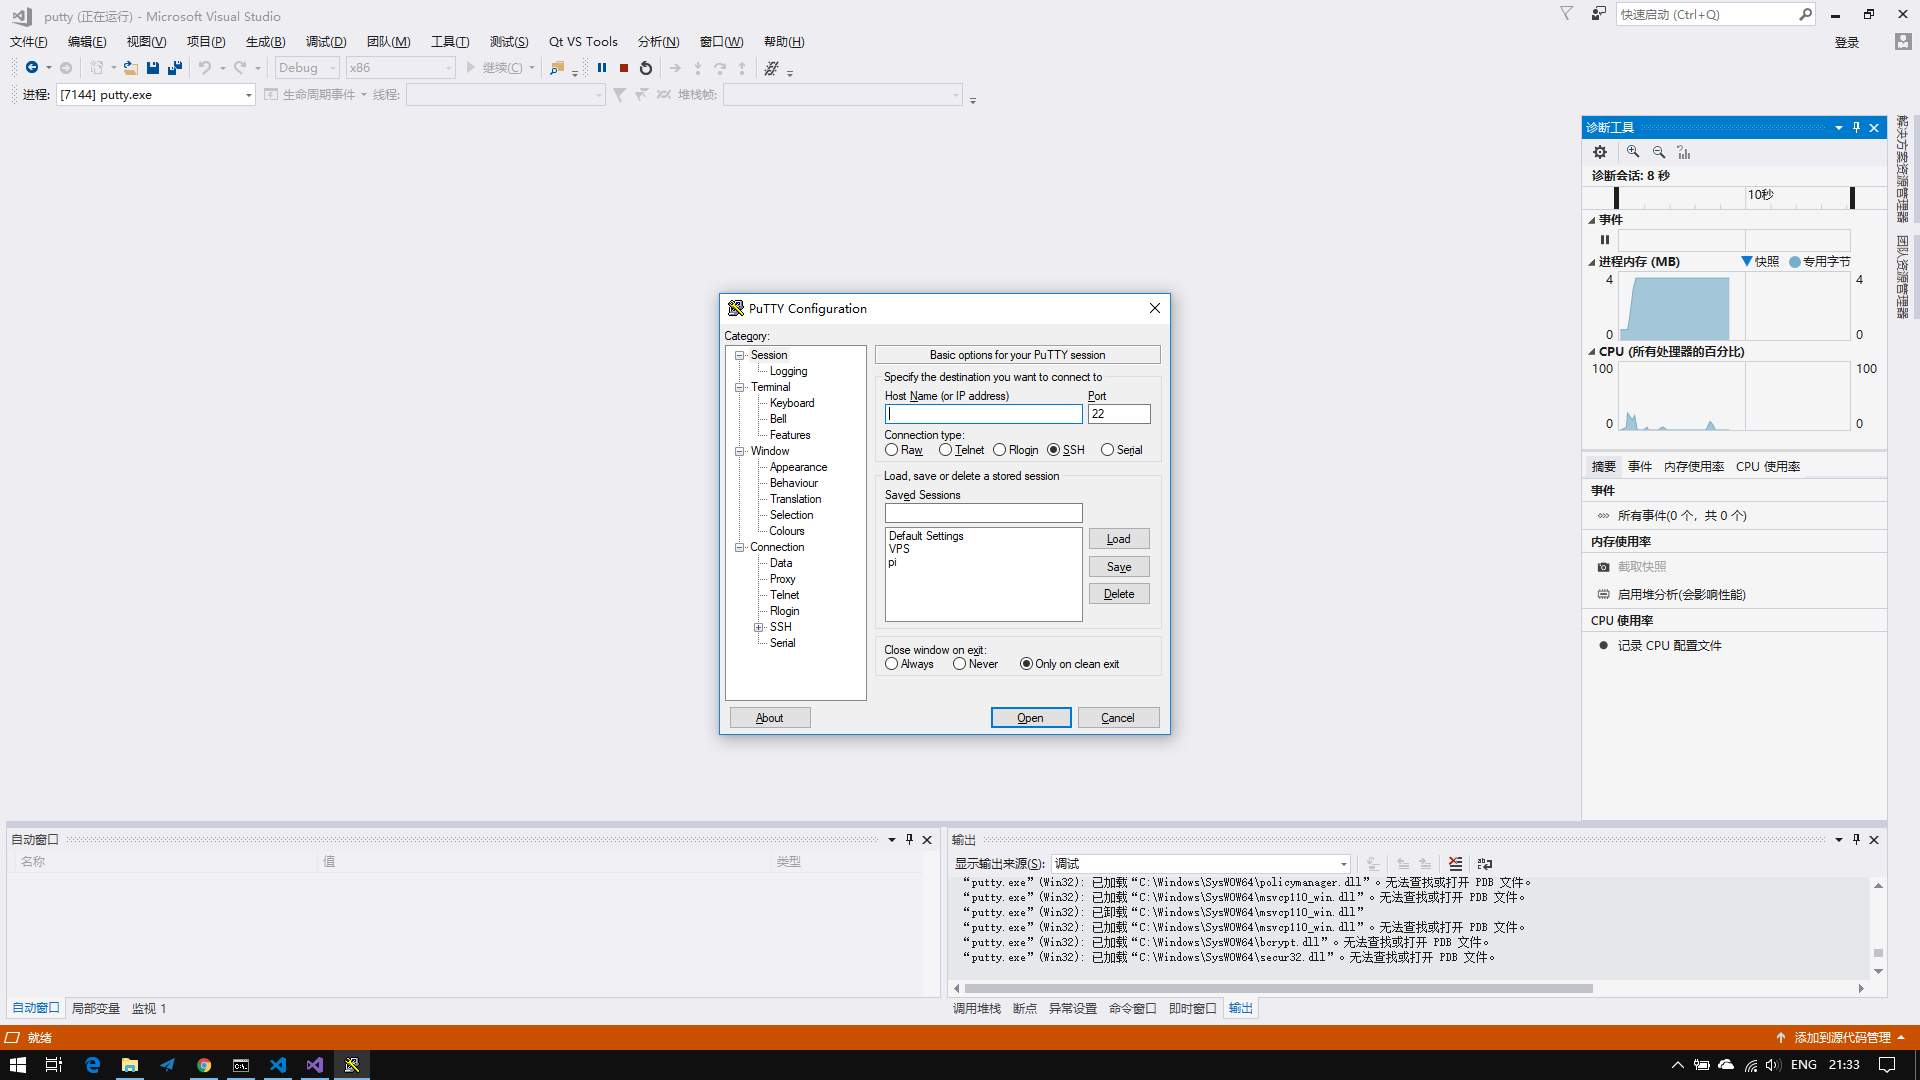 putty (正在运行) - Microsoft Visual Studio
快速启动 (Ctrl+Q)
文件(F) 编辑(E) 视图(V) 项目(P) 生成(B) 调试(D) 团队(M) 工具(T) 测试(S) Qt VS Tools 分析(N) 窗口(W) 帮助(H)
登录
Debug x86 继续(C)
进程: [7144] putty.exe 生命周期事件 线程: 堆栈帧:
诊断工具
诊断会话: 8 秒
10秒
事件
进程内存 (MB) 快照 专用字节
4 4
0 0
CPU (所有处理器的百分比)
100 100
0 0
摘要 事件 内存使用率 CPU 使用率
事件
所有事件(0 个，共 0 个)
内存使用率
截取快照
启用堆分析(会影响性能)
CPU 使用率
记录 CPU 配置文件
解决方案资源管理器
团队资源管理器
PuTTY Configuration
Category:
Session
Logging
Terminal
Keyboard
Bell
Features
Window
Appearance
Behaviour
Translation
Selection
Colours
Connection
Data
Proxy
Telnet
Rlogin
SSH
Serial
Basic options for your PuTTY session
Specify the destination you want to connect to
Host Name (or IP address) Port
22
Connection type:
Raw Telnet Rlogin SSH Serial
Load, save or delete a stored session
Saved Sessions
Default Settings
VPS
pi
Load
Save
Delete
Close window on exit:
Always Never Only on clean exit
About Open Cancel
自动窗口
名称 值 类型
自动窗口 局部变量 监视 1
输出
显示输出来源(S): 调试
“putty.exe”(Win32): 已加载“C:\Windows\SysWOW64\policymanager.dll”。无法查找或打开 PDB 文件。
“putty.exe”(Win32): 已加载“C:\Windows\SysWOW64\msvcp110_win.dll”。无法查找或打开 PDB 文件。
“putty.exe”(Win32): 已卸载“C:\Windows\SysWOW64\msvcp110_win.dll”
“putty.exe”(Win32): 已加载“C:\Windows\SysWOW64\msvcp110_win.dll”。无法查找或打开 PDB 文件。
“putty.exe”(Win32): 已加载“C:\Windows\SysWOW64\bcrypt.dll”。无法查找或打开 PDB 文件。
“putty.exe”(Win32): 已加载“C:\Windows\SysWOW64\secur32.dll”。无法查找或打开 PDB 文件。
调用堆栈 断点 异常设置 命令窗口 即时窗口 输出
就绪
添加到源代码管理
ENG 21:33